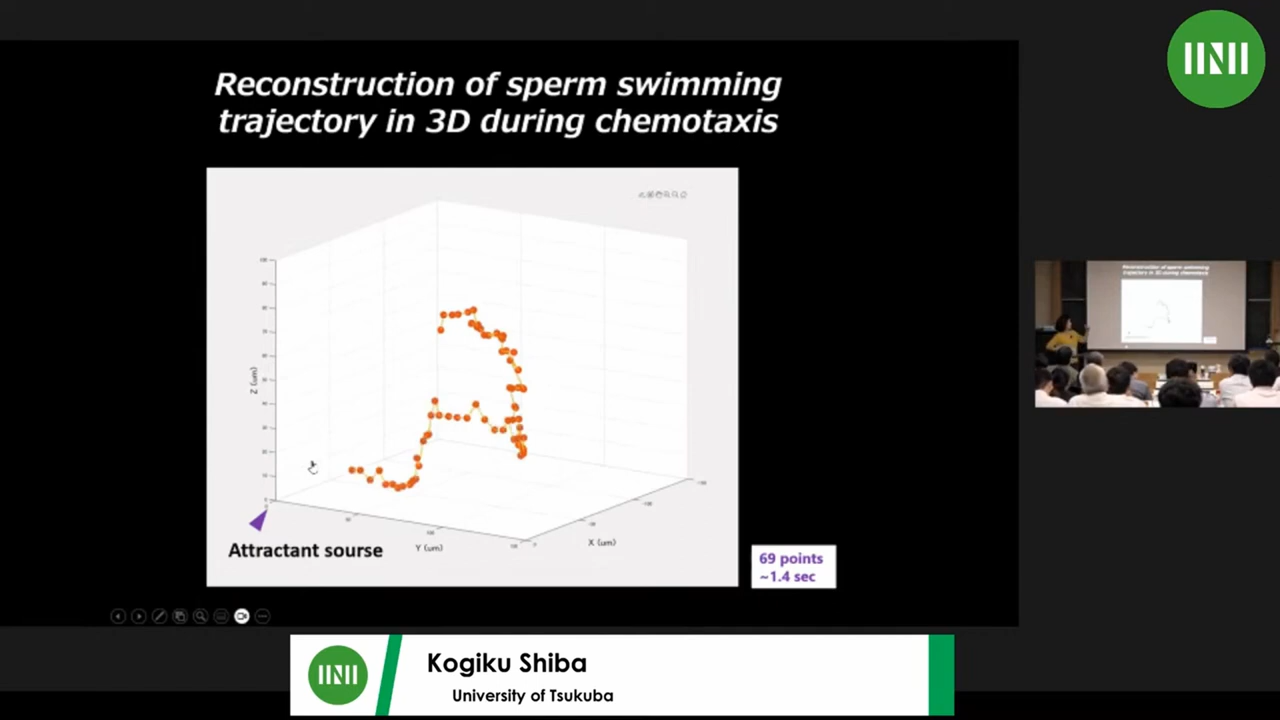 Reconstruction of sperm swimming
trajectory in 3D during chemotaxis
Z (um)
Attractant sourse
Y (um)
X (um)
69 points
~1.4 sec
Kogiku Shiba
University of Tsukuba